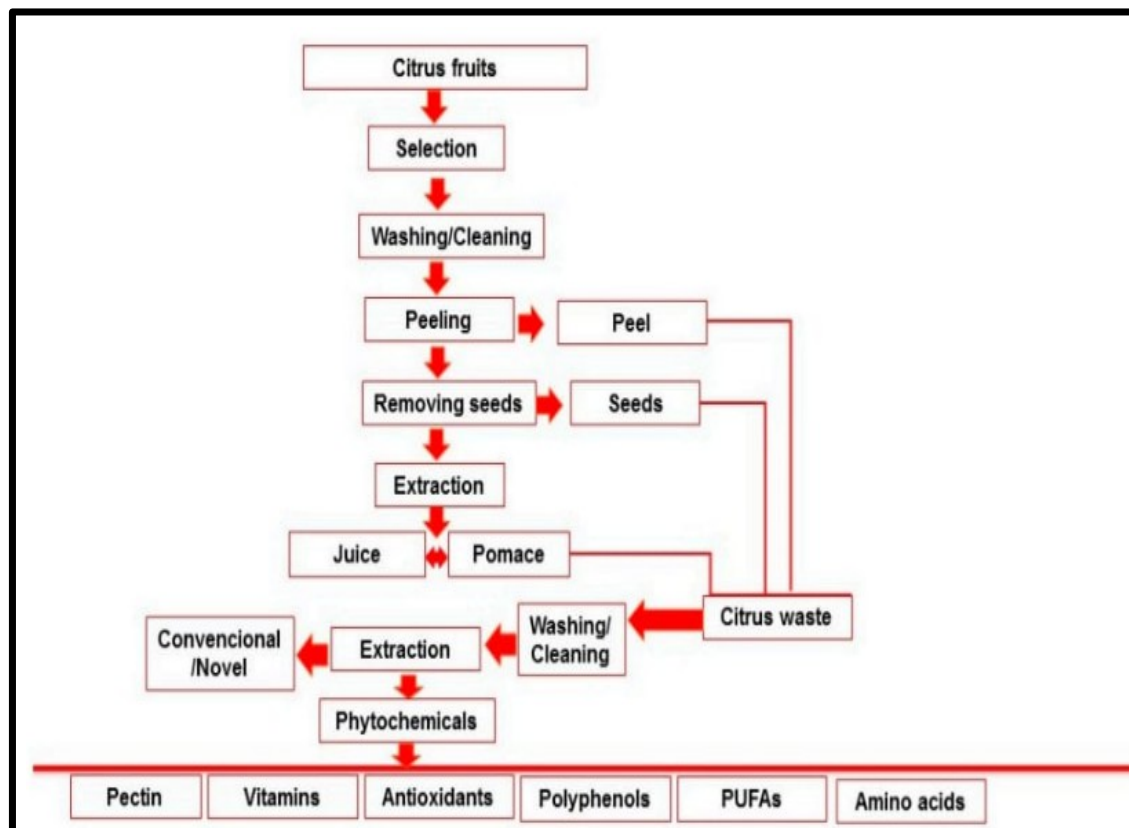 Citrus fruits
Selection
Washing/Cleaning
Peeling
Peel
Removing seeds
Seeds
Extraction
Juice
Pomace
Citrus waste
Washing/
Cleaning
Extraction
Convencional
/Novel
Phytochemicals
Pectin
Vitamins
Antioxidants
Polyphenols
PUFAs
Amino acids